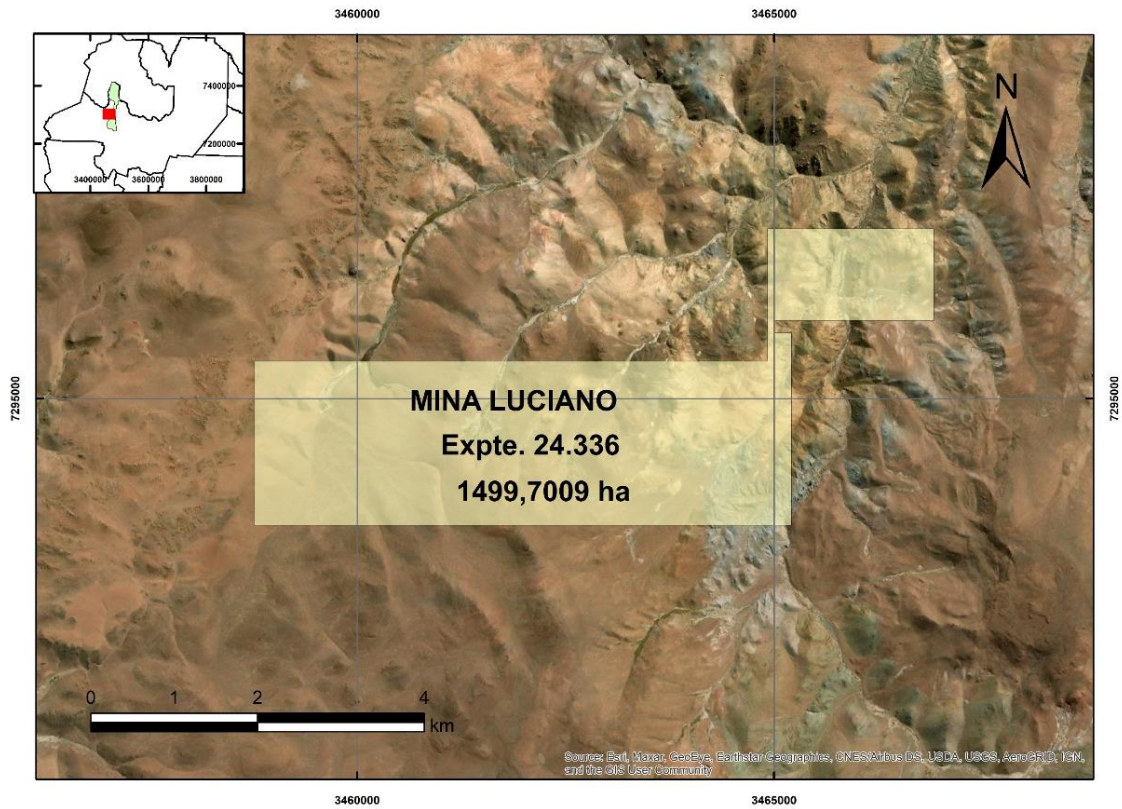 3460000
3465000
7400000
7200000
3400000
3600000
3800000
N
7295000
7295000
MINA LUCIANO
Expte. 24.336
1499,7009 ha
0
1
2
4
km
Source: Esri, Maxar, GeoEye, Earthstar Geographics, CNES/Airbus DS, USDA, USGS, AeroGRID, IGN,
and the GIS User Community
3460000
3465000